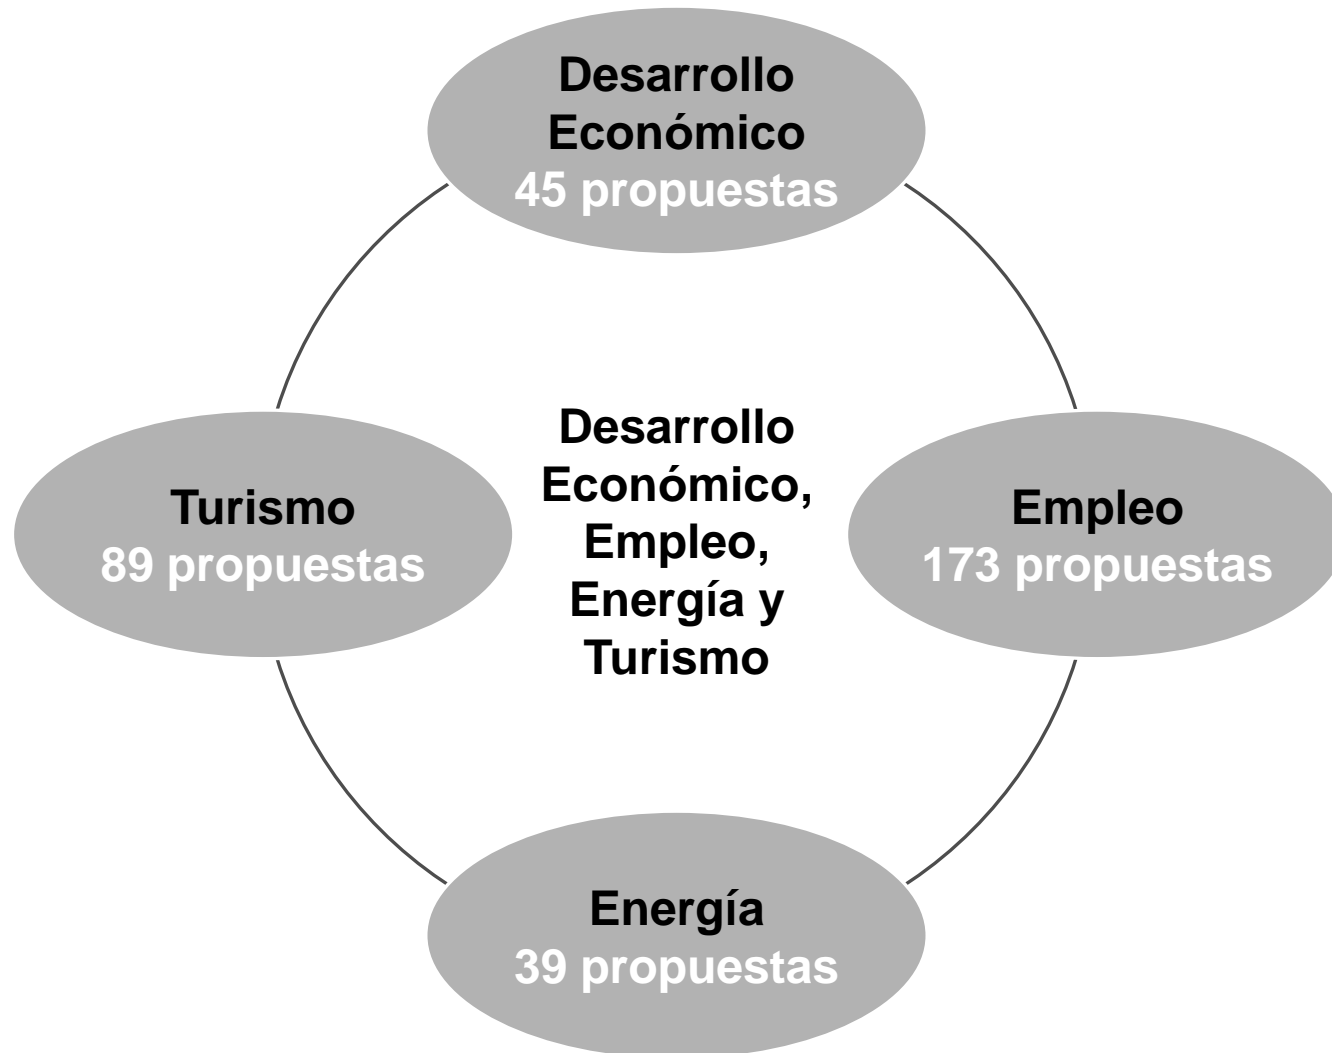 Desarrollo
Económico
45 propuestas
Desarrollo
Económico,
Empleo,
Energía y
Turismo
Turismo
89 propuestas
Empleo
173 propuestas
Energía
39 propuestas